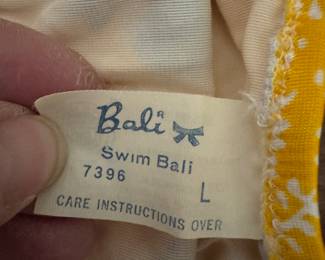 Bali®
Swim Bali
7396
L
CARE INSTRUCTIONS OVER